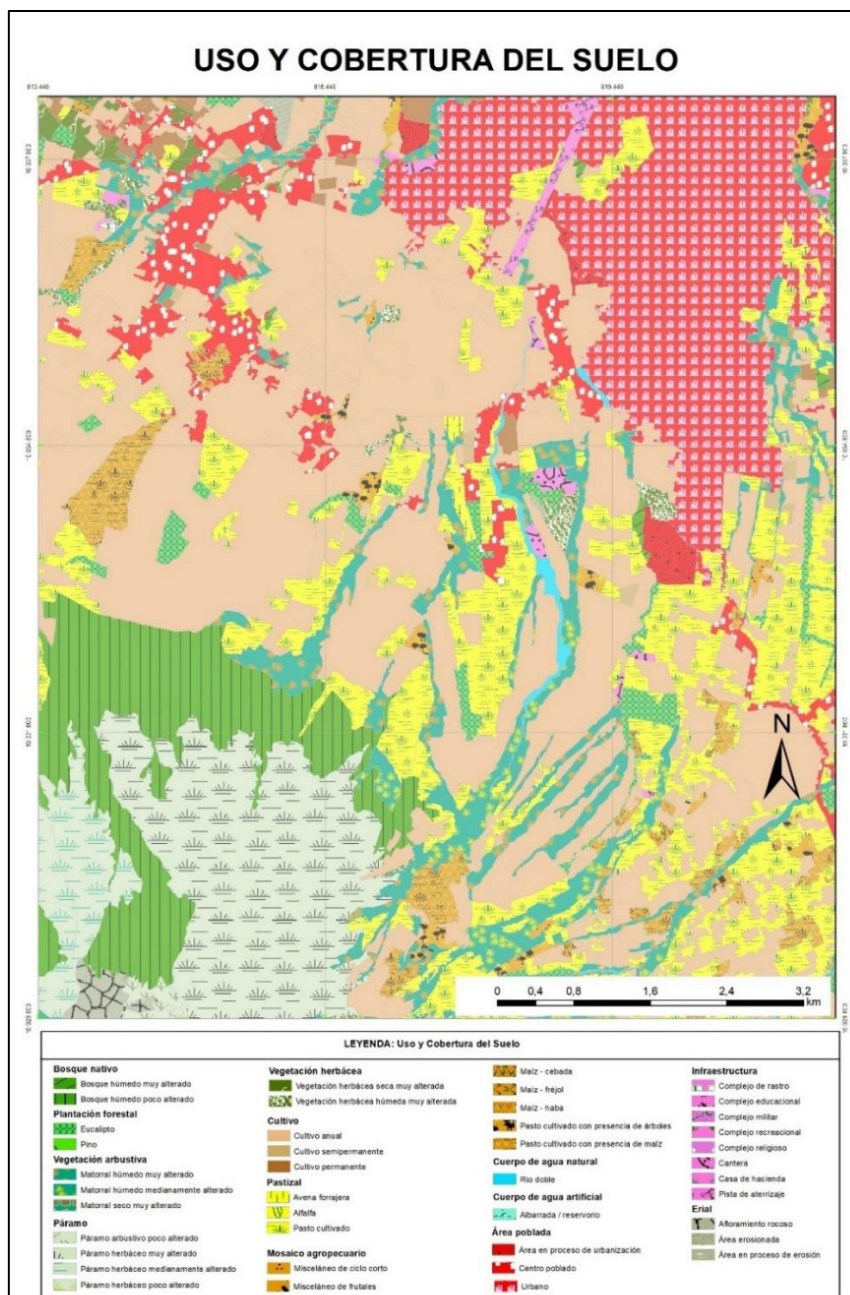 USO Y COBERTURA DEL SUELO
816.440
819.440
N
0 0,4 0,8 1,6 2,4 3,2
km
LEYENDA: Uso y Cobertura del Suelo
Bosque nativo
Bosque húmedo muy alterado
Bosque húmedo poco alterado
Plantación forestal
Eucalipto
Pino
Vegetación arbustiva
Matorral húmedo muy alterado
Matorral húmedo medianamente alterado
Matorral seco muy alterado
Páramo
Páramo arbustivo poco alterado
Páramo herbáceo muy alterado
Páramo herbáceo medianamente alterado
Páramo herbáceo poco alterado
Vegetación herbácea
Vegetación herbácea seca muy alterada
Vegetación herbácea húmeda muy alterada
Cultivo
Cultivo anual
Cultivo semipermanente
Cultivo permanente
Pastizal
Avena forrajera
Alfalfa
Pasto cultivado
Mosaico agropecuario
Misceláneo de ciclo corto
Misceláneo de frutales
Maíz - cebada
Maíz - fréjol
Maíz - haba
Pasto cultivado con presencia de árboles
Pasto cultivado con presencia de maíz
Cuerpo de agua natural
Río doble
Cuerpo de agua artificial
Albarrada / reservorio
Área poblada
Área en proceso de urbanización
Centro poblado
Urbano
Infraestructura
Complejo de rastro
Complejo educacional
Complejo militar
Complejo recreacional
Complejo religioso
Cantera
Casa de hacienda
Pista de aterrizaje
Erial
Afloramiento rocoso
Área erosionada
Área en proceso de erosión